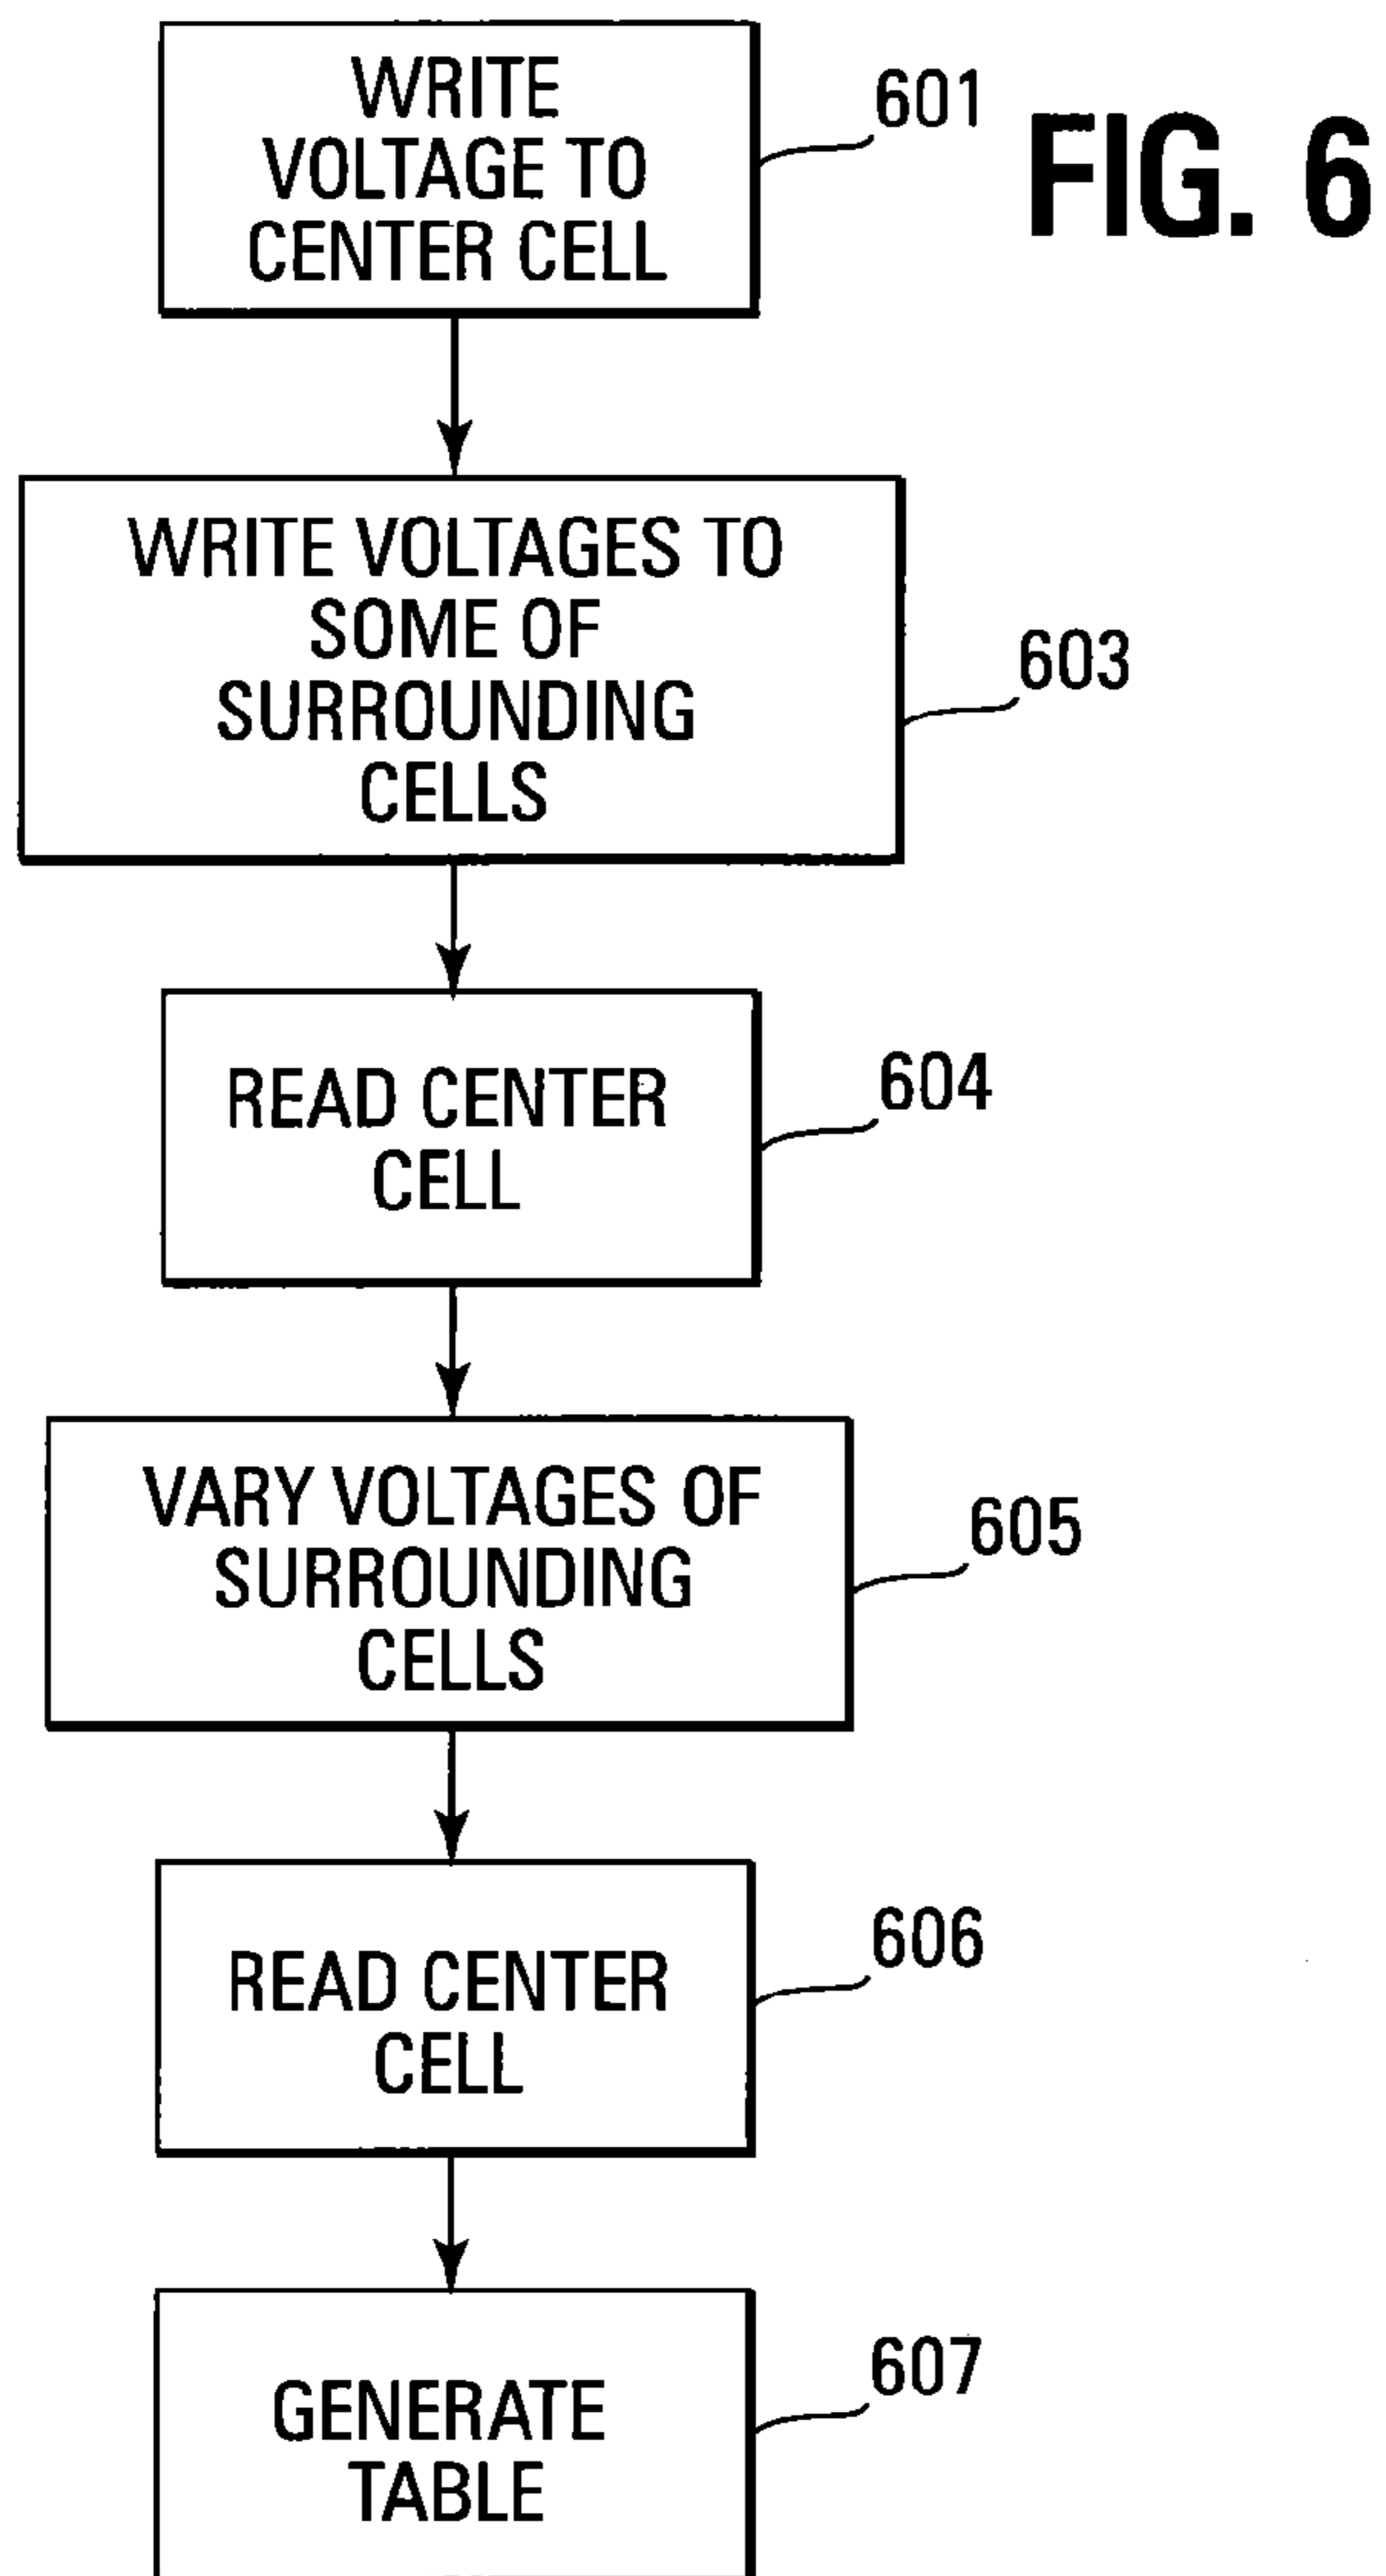 WRITE
VOLTAGE TO
CENTER CELL
601
FIG. 6
WRITE VOLTAGES TO
SOME OF
SURROUNDING
CELLS
603
READ CENTER
CELL
604
VARY VOLTAGES OF
SURROUNDING
CELLS
605
READ CENTER
CELL
606
GENERATE
TABLE
607